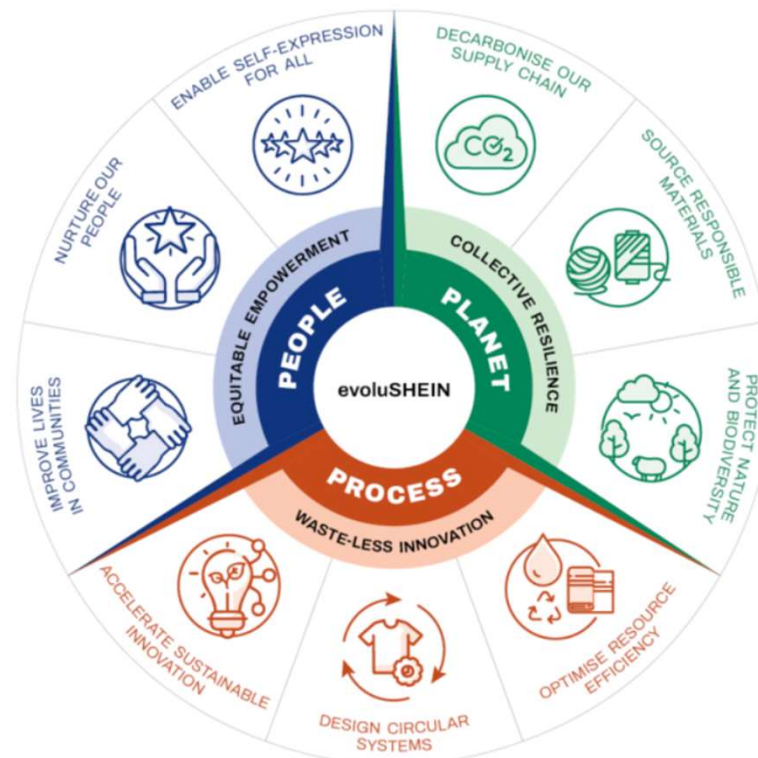 ENABLE SELF-EXPRESSION
FOR ALL
DECARBONISE OUR
SUPPLY CHAIN
NURTURE OUR
PEOPLE
CO2
SOURCE RESPONSIBLE
MATERIALS
EQUITABLE EMPOWERMENT
PEOPLE
PLANET
COLLECTIVE RESILIENCE
evoluSHEIN
IMPROVE LIVES
IN COMMUNITIES
PROTECT NATURE
AND BIODIVERSITY
PROCESS
WASTE-LESS INNOVATION
ACCELERATE SUSTAINABLE
INNOVATION
DESIGN CIRCULAR
SYSTEMS
OPTIMISE RESOURCE
EFFICIENCY